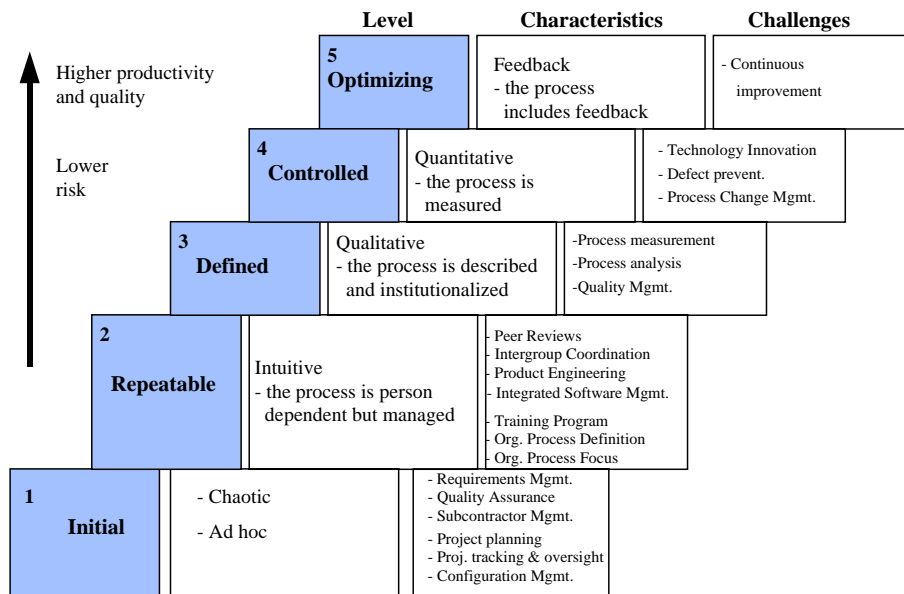 Level Characteristics Challenges
Higher productivity
and quality
Lower
risk
5
Optimizing
Feedback
- the process
includes feedback
- Continuous
improvement
4
Controlled
Quantitative
- the process is
measured
- Technology Innovation
- Defect prevent.
- Process Change Mgmt.
3
Defined
Qualitative
- the process is described
and institutionalized
-Process measurement
-Process analysis
-Quality Mgmt.
2
Repeatable
Intuitive
- the process is person
dependent but managed
- Peer Reviews
- Intergroup Coordination
- Product Engineering
- Integrated Software Mgmt.
- Training Program
- Org. Process Definition
- Org. Process Focus
1
Initial
- Chaotic
- Ad hoc
- Requirements Mgmt.
- Quality Assurance
- Subcontractor Mgmt.
- Project planning
- Proj. tracking & oversight
- Configuration Mgmt.